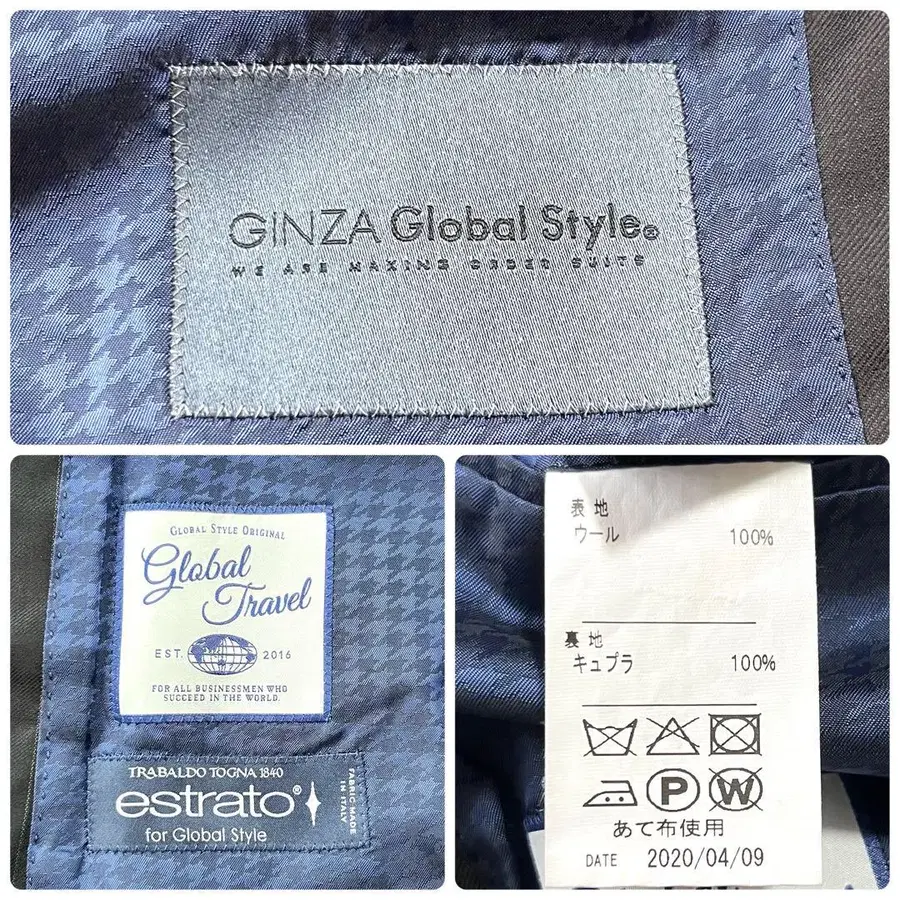 GINZA Global Style®
WE ARE MAKING ORDER SUITS
GLOBAL STYLE ORIGINAL
Global
Travel
EST. 2016
FOR ALL BUSINESSMEN WHO
SUCCEED IN THE WORLD.
TRABALDO TOGNA 1840
estrato®
for Global Style
FABRIC MADE
IN ITALY
表地
ウール 100%
裏地
キュプラ 100%
P W
あて布使用
DATE 2020/04/09